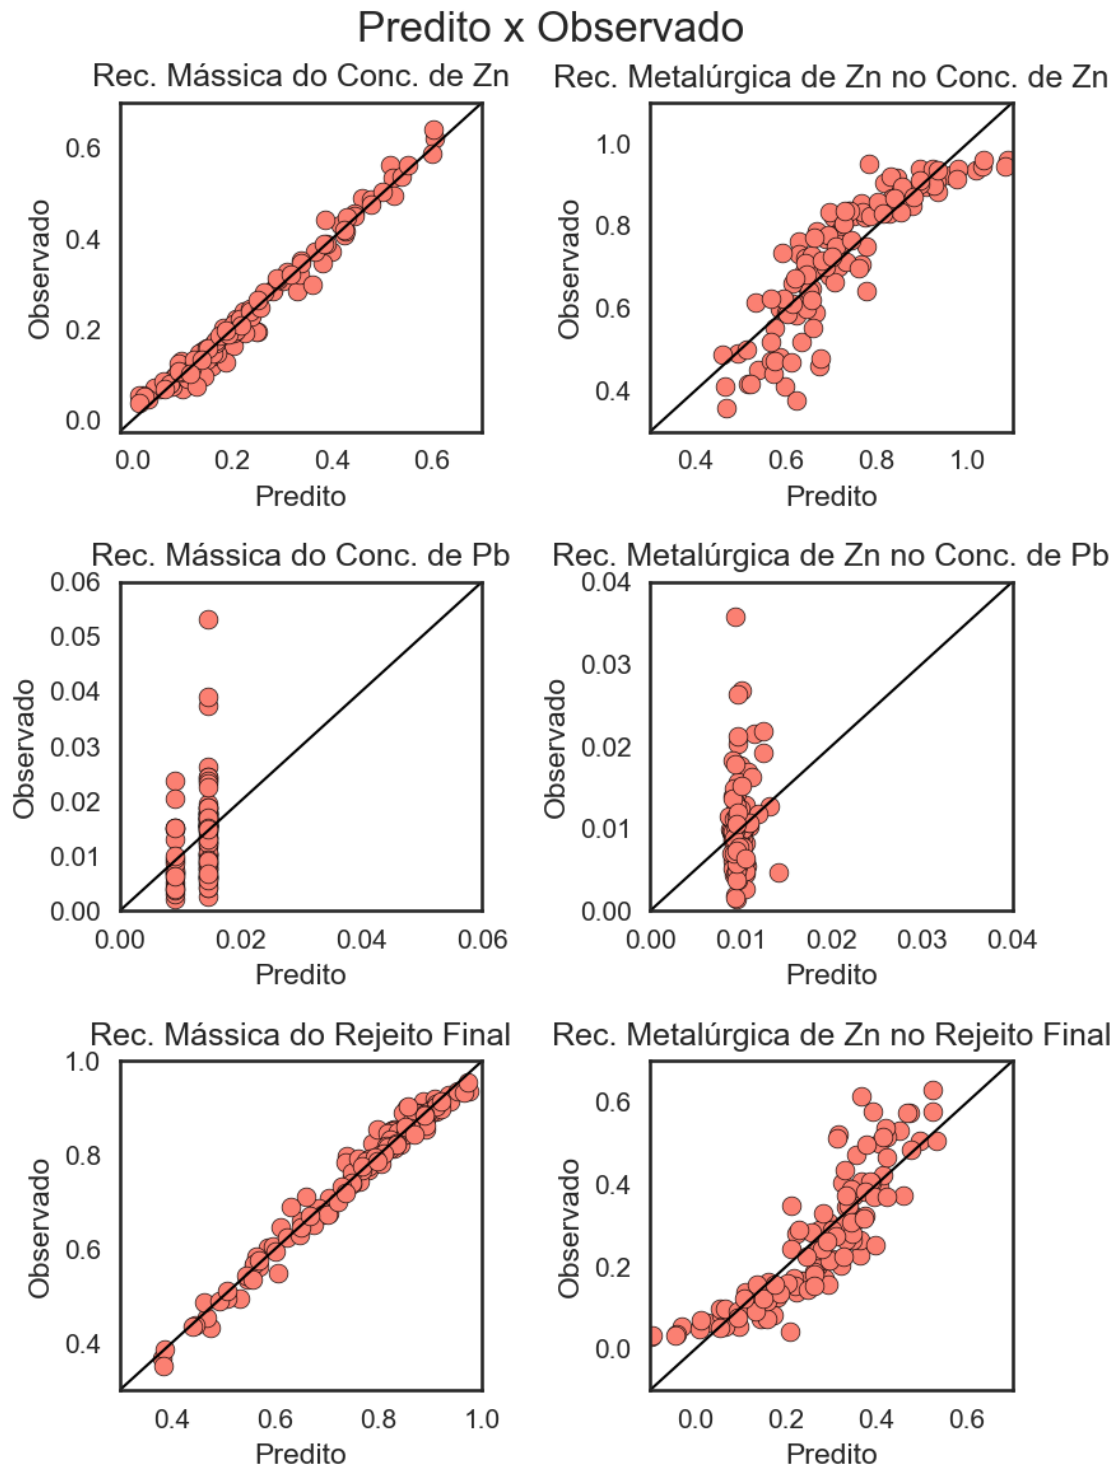 Predito x Observado
Rec. Mássica do Conc. de Zn
Observado
0.6
0.4
0.2
0.0
0.0 0.2 0.4 0.6
Predito
Rec. Metalúrgica de Zn no Conc. de Zn
Observado
1.0
0.8
0.6
0.4
0.4 0.6 0.8 1.0
Predito
Rec. Mássica do Conc. de Pb
Observado
0.06
0.05
0.04
0.03
0.02
0.01
0.00
0.00 0.02 0.04 0.06
Predito
Rec. Metalúrgica de Zn no Conc. de Pb
Observado
0.04
0.03
0.02
0.01
0.00
0.00 0.01 0.02 0.03 0.04
Predito
Rec. Mássica do Rejeito Final
Observado
1.0
0.8
0.6
0.4
0.4 0.6 0.8 1.0
Predito
Rec. Metalúrgica de Zn no Rejeito Final
Observado
0.6
0.4
0.2
0.0
0.0 0.2 0.4 0.6
Predito